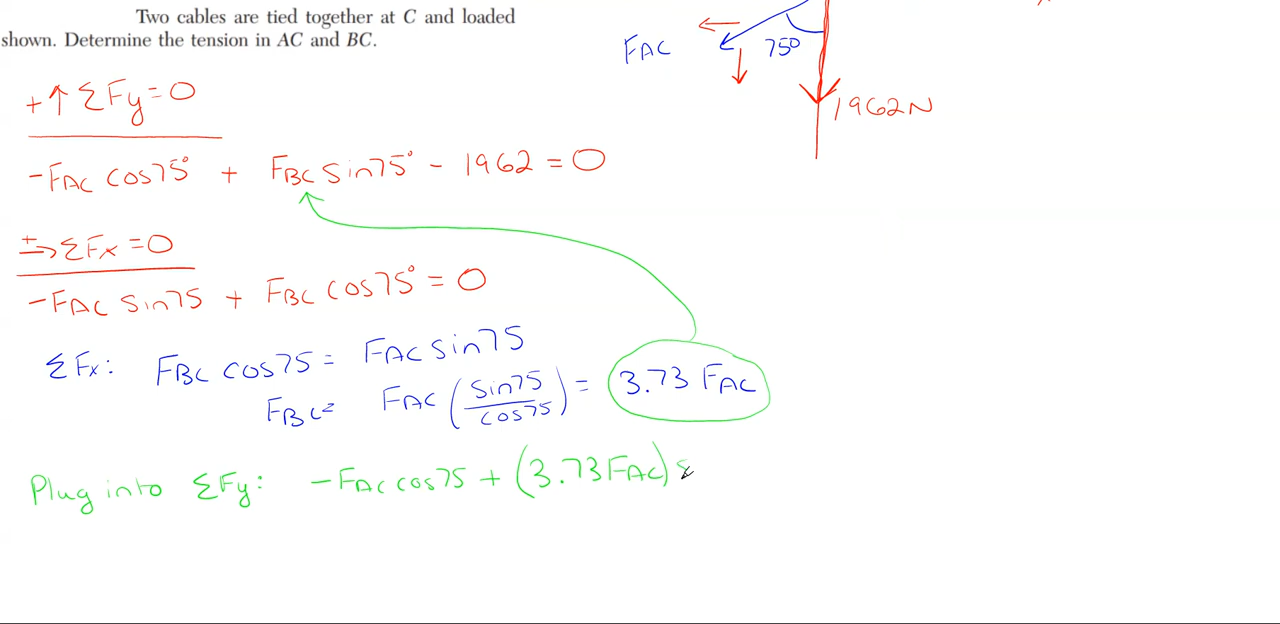 Two cables are tied together at C and loaded
shown. Determine the tension in AC and BC.
FAC
75°
1962N
+↑ ΣFy=0
-FAC cos75° + FBC sin75° - 1962 = 0
+→ ΣFx=0
-FAC sin75 + FBC cos75° = 0
ΣFx: FBC cos75 = FAC sin75
FBC= FAC (sin75/cos75) = 3.73 FAC
Plug into ΣFy: -FAC cos75 + (3.73FAC) s